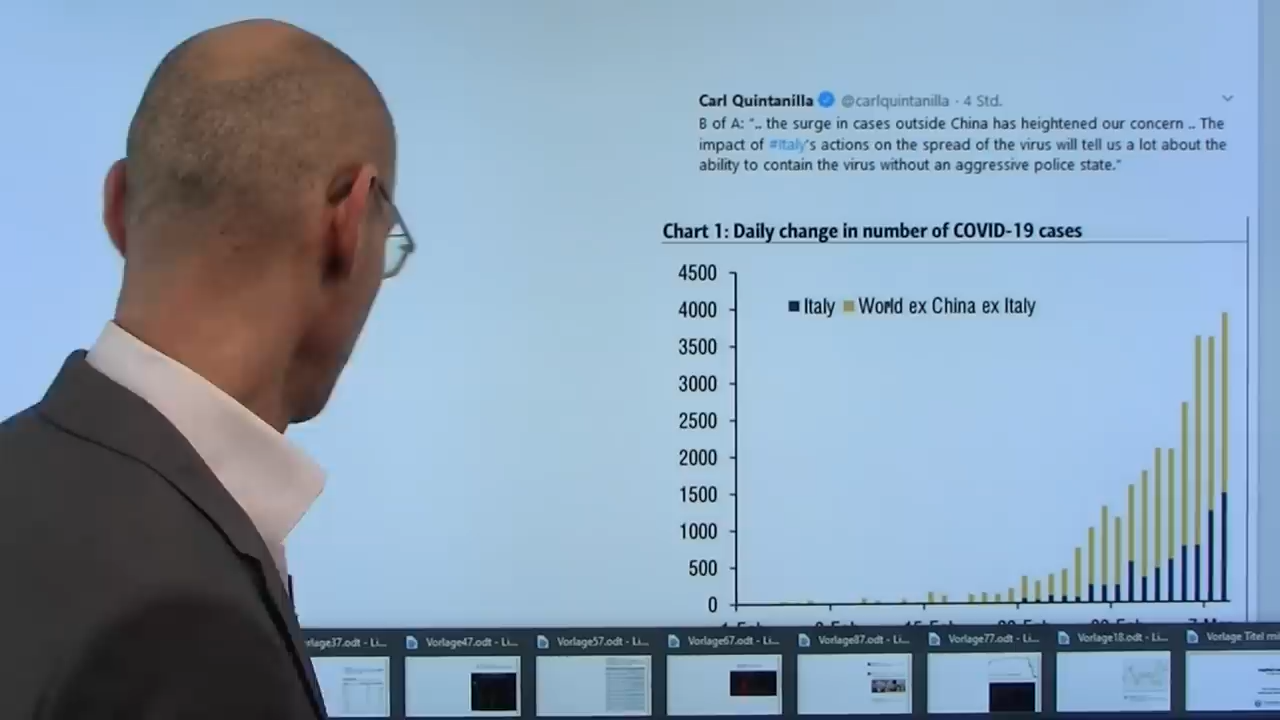 Carl Quintanilla @carlquintanilla · 4 Std.
B of A: ".. the surge in cases outside China has heightened our concern .. The
impact of #Italy's actions on the spread of the virus will tell us a lot about the
ability to contain the virus without an aggressive police state."
Chart 1: Daily change in number of COVID-19 cases
4500
4000
3500
3000
2500
2000
1500
1000
500
0
Italy World ex China ex Italy
Vorlage47.odt - Li...
Vorlage57.odt - Li...
Vorlage67.odt - Li...
Vorlage87.odt - Li...
Vorlage77.odt - Li...
Vorlage18.odt - Li...
Vorlage Titel